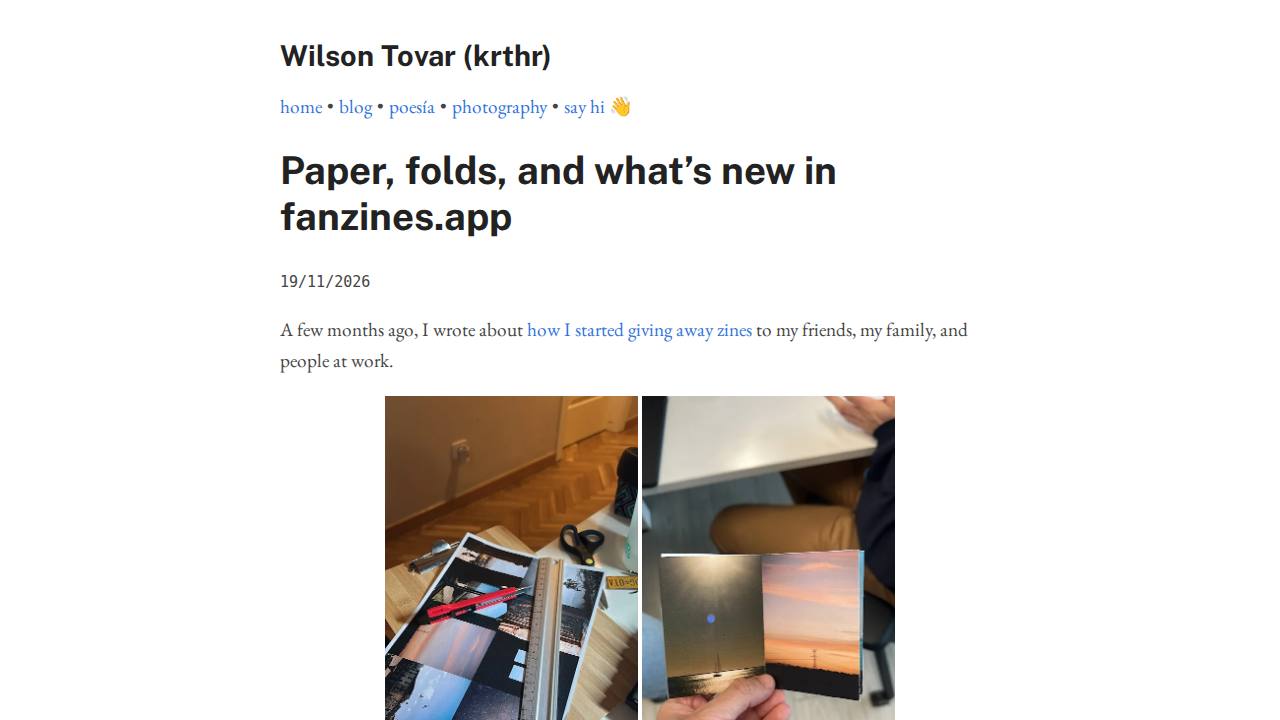 Wilson Tovar (krthr)
home • blog • poesía • photography • say hi 👋
Paper, folds, and what’s new in
fanzines.app
19/11/2026
A few months ago, I wrote about how I started giving away zines to my friends, my family, and
people at work.